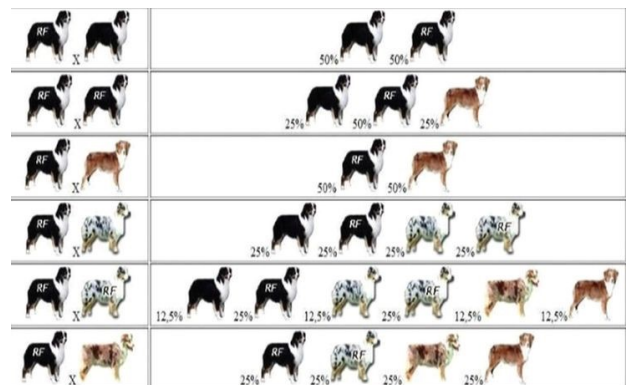 RF X 50% 50% RF
RF X RF 25% 50% RF 25%
RF X 50% RF 50%
RF X 25% 25% RF 25% 25% RF
RF X RF 12,5% 25% RF 12,5% 25% RF 12,5% 12,5%
RF X 25% RF 25% RF 25% 25%